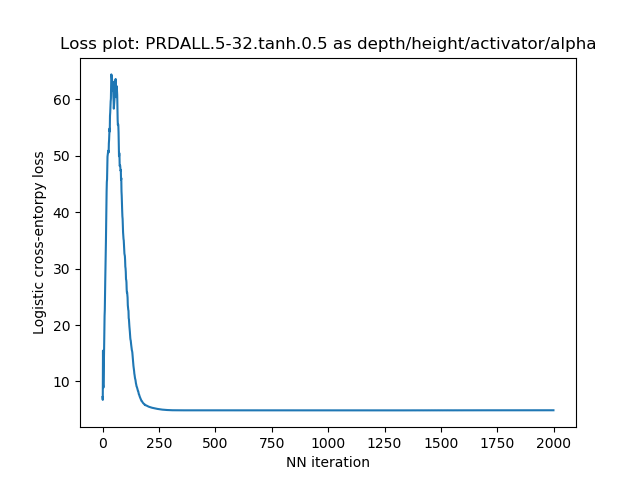 Loss plot: PRDALL.5-32.tanh.0.5 as depth/height/activator/alpha
Logistic cross-entorpy loss
60
50
40
30
20
10
0 250 500 750 1000 1250 1500 1750 2000
NN iteration